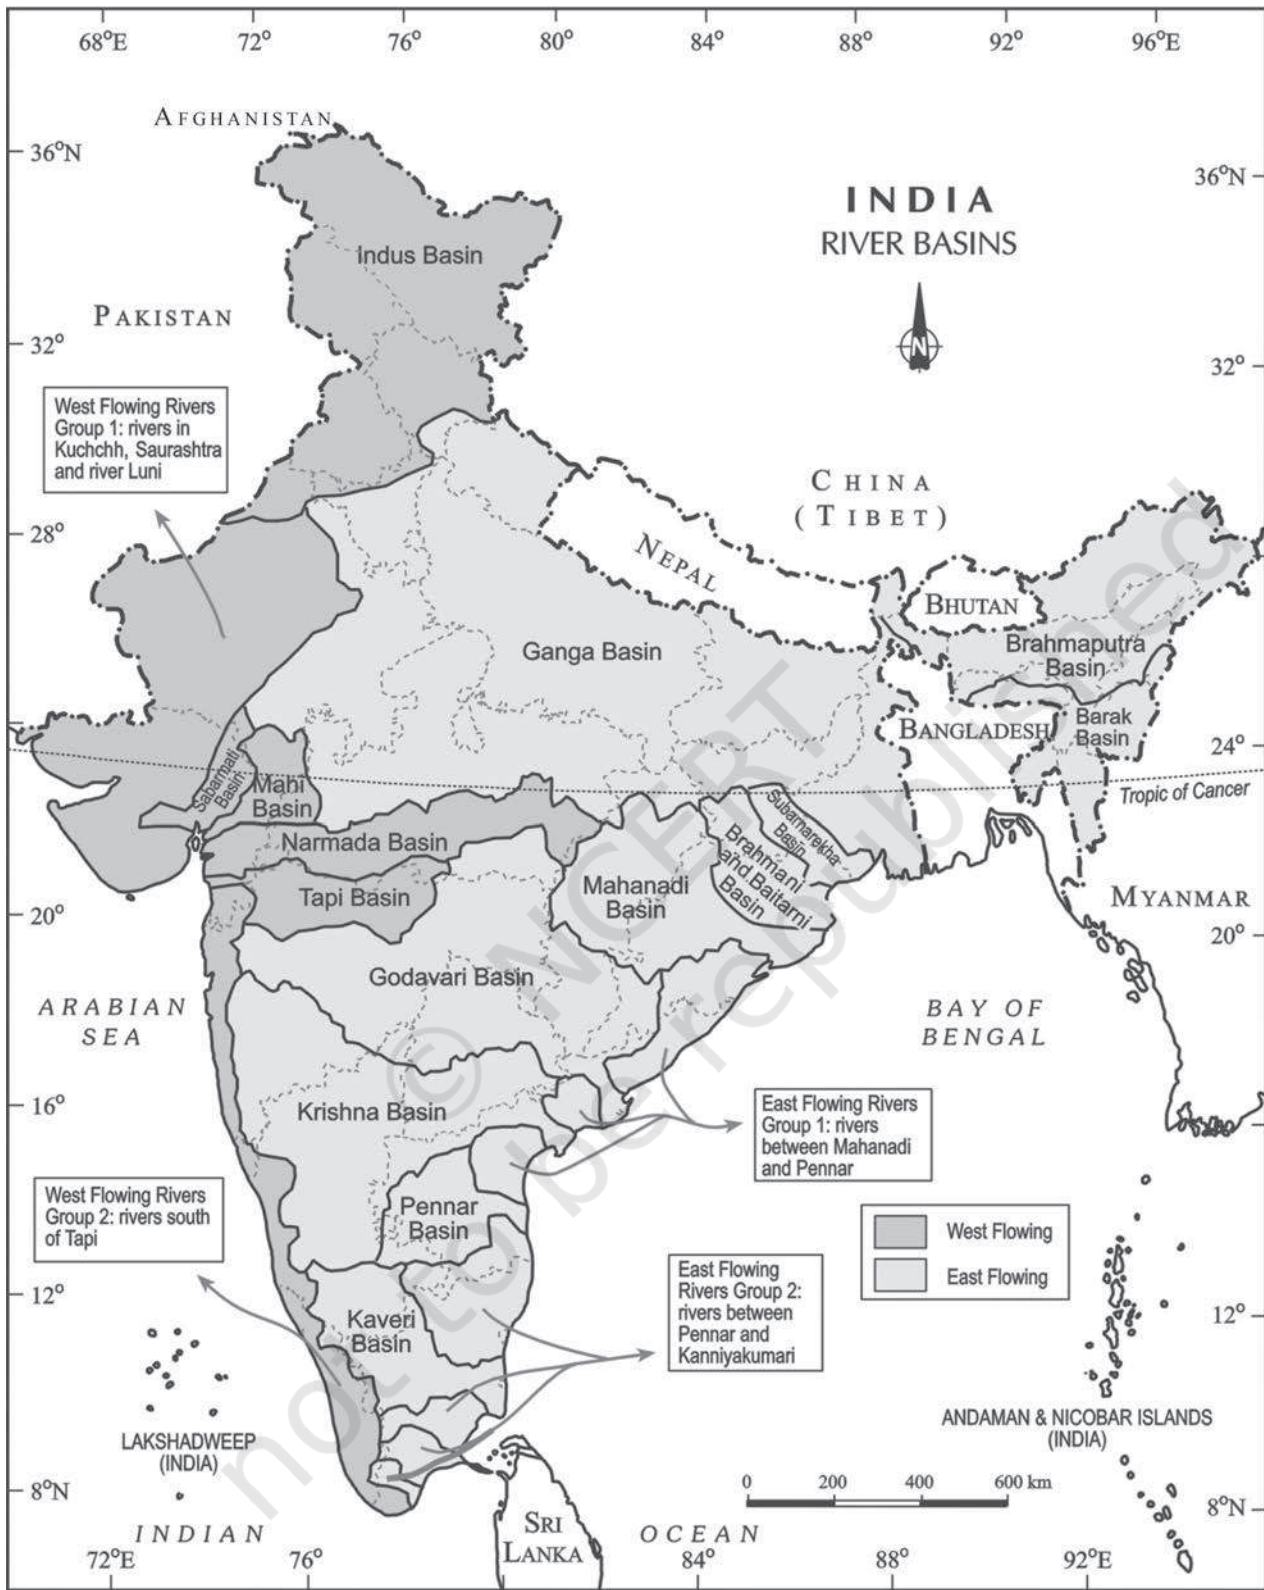 68°E 72° 76° 80° 84° 88° 92° 96°E
AFGHANISTAN
36°N
36°N
INDIA
RIVER BASINS
Indus Basin
N
PAKISTAN
32°
32°
West Flowing Rivers
Group 1: rivers in
Kuchchh, Saurashtra
and river Luni
CHINA
(TIBET)
28°
NEPAL
BHUTAN
Ganga Basin
Brahmaputra
Basin
BANGLADESH
Barak
Basin
24°
Sabarmati
Basin
Mahi
Basin
Tropic of Cancer
Subarnarekha
Basin
Narmada Basin
Brahmani
and Baitarni
Basin
Tapi Basin
Mahanadi
Basin
MYANMAR
20°
20°
Godavari Basin
ARABIAN
SEA
BAY OF
BENGAL
16°
Krishna Basin
East Flowing Rivers
Group 1: rivers
between Mahanadi
and Pennar
West Flowing Rivers
Group 2: rivers south
of Tapi
Pennar
Basin
West Flowing
East Flowing
East Flowing
Rivers Group 2:
rivers between
Pennar and
Kanniyakumari
12°
12°
Kaveri
Basin
LAKSHADWEEP
(INDIA)
ANDAMAN & NICOBAR ISLANDS
(INDIA)
0 200 400 600 km
8°N
8°N
INDIAN OCEAN
SRI
LANKA
72°E 76° 84° 88° 92°E
© NCERT
not to be republished